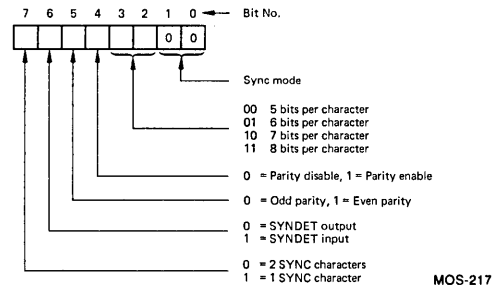 7 6 5 4 3 2 1 0 Bit No.
0 0
Sync mode
00 5 bits per character
01 6 bits per character
10 7 bits per character
11 8 bits per character
0 = Parity disable, 1 = Parity enable
0 = Odd parity, 1 = Even parity
0 = SYNDET output
1 = SYNDET input
0 = 2 SYNC characters
1 = 1 SYNC character
MOS-217